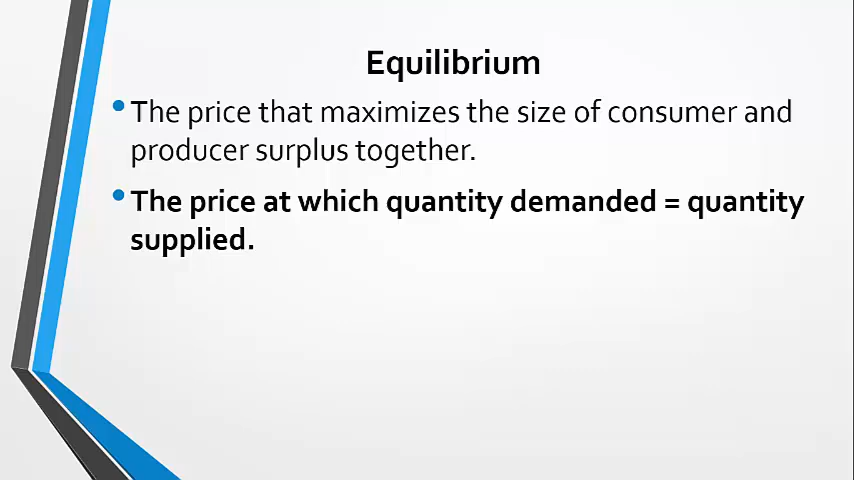 Equilibrium
•The price that maximizes the size of consumer and
producer surplus together.
•The price at which quantity demanded = quantity
supplied.